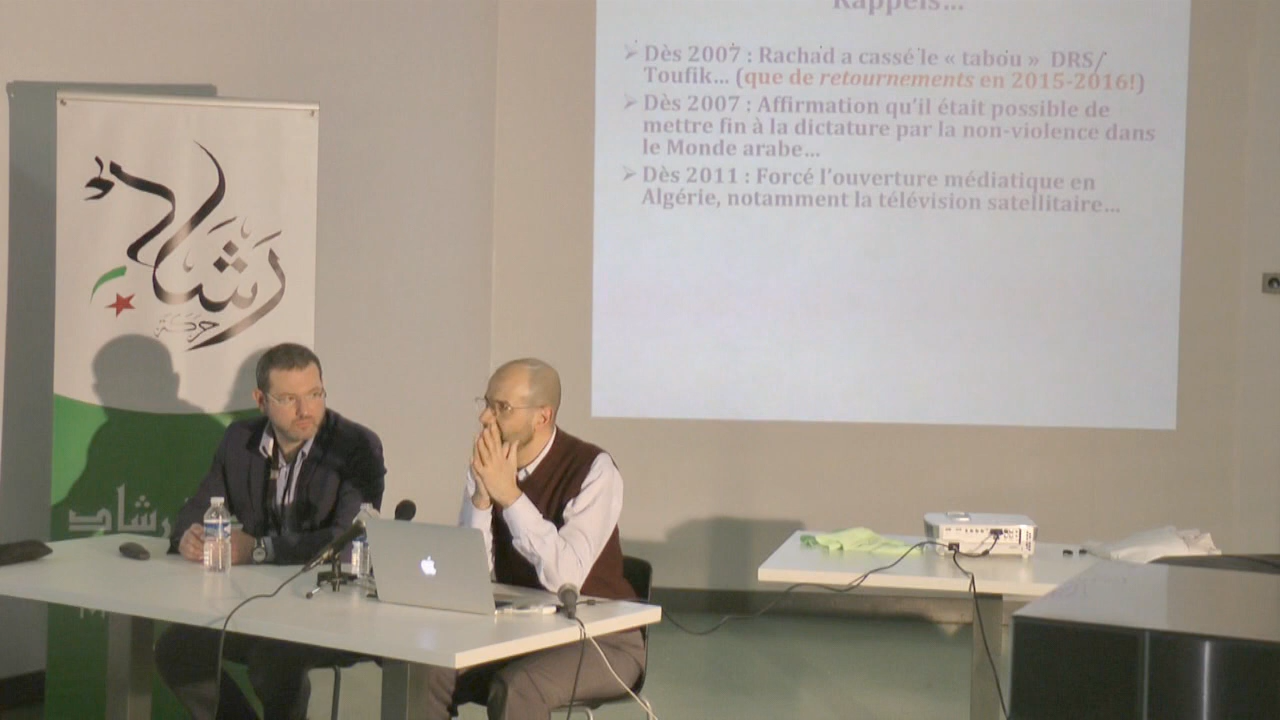 Rappels…
➢ Dès 2007 : Rachad a cassé le « tabou » DRS/
Toufik… (que de retournements en 2015-2016!)
➢ Dès 2007 : Affirmation qu'il était possible de
mettre fin à la dictature par la non-violence dans
le Monde arabe…
➢ Dès 2011 : Forcé l'ouverture médiatique en
Algérie, notamment la télévision satellitaire…
رشاد
حركة
رشاد